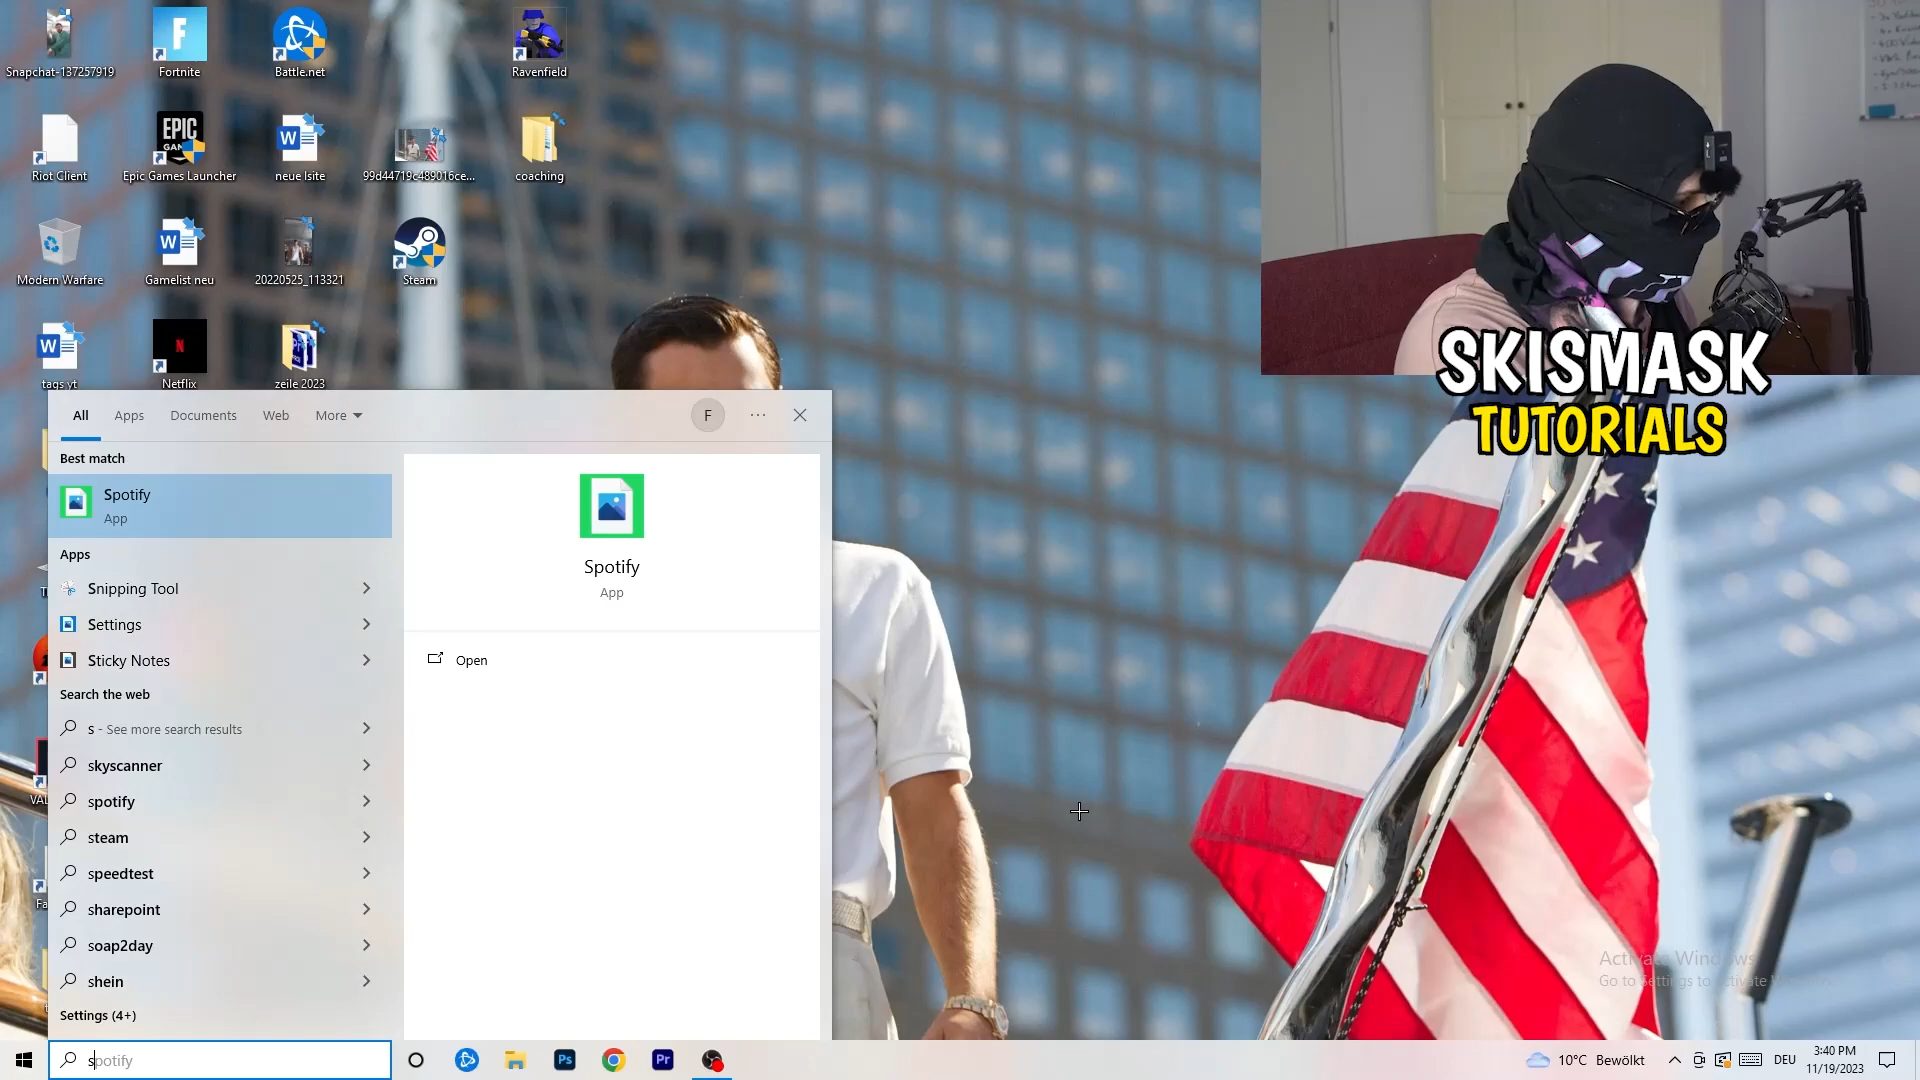 Snapchat-137257919
Fortnite
Battle.net
Ravenfield
EPIC
Riot Client
Epic Games Launcher
neue lsite
99d44719c489016ce...
coaching
Modern Warfare
Gamelist neu
20220525_113321
Steam
tags yt
Netflix
zeile 2023
SKISMASK
TUTORIALS
All
Apps
Documents
Web
More
F
Best match
Spotify
App
Apps
Snipping Tool
Settings
Sticky Notes
Search the web
s - See more search results
skyscanner
spotify
steam
speedtest
sharepoint
soap2day
shein
Settings (4+)
Spotify
App
Open
Activate Windows
Go to Settings to activate
spotify
Ps
Pr
10°C Bewölkt
DEU
3:40 PM
11/19/2023